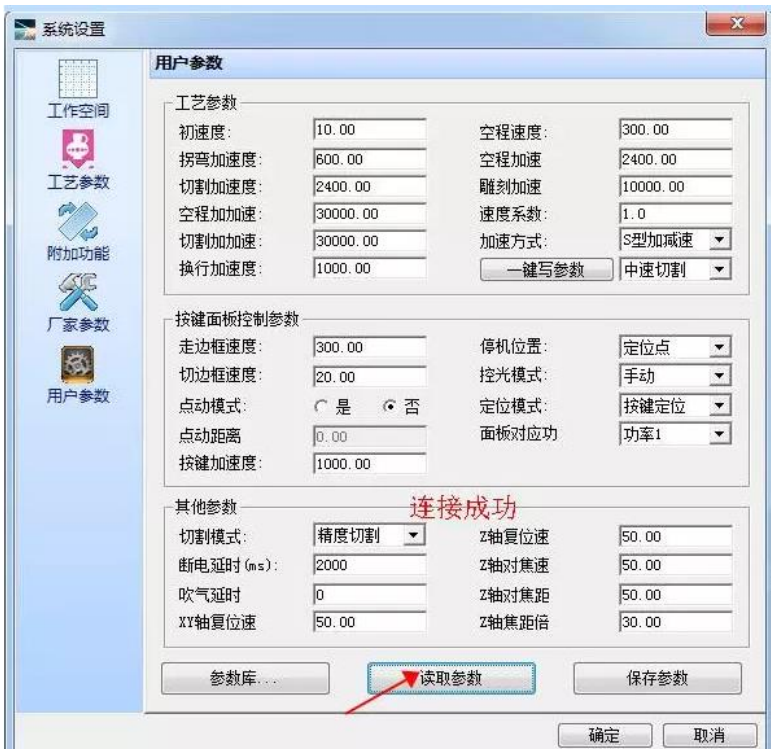 系统设置
工作空间
工艺参数
附加功能
厂家参数
用户参数
用户参数
工艺参数
初速度: 10.00 空程速度: 300.00
拐弯加速度: 600.00 空程加速 2400.00
切割加速度: 2400.00 雕刻加速 10000.00
空程加加速: 30000.00 速度系数: 1.0
切割加加速: 30000.00 加速方式: S型加减速
换行加速度: 1000.00 一键写参数 中速切割
按键面板控制参数
走边框速度: 300.00 停机位置: 定位点
切边框速度: 20.00 控光模式: 手动
点动模式: 是 否 定位模式: 按键定位
点动距离 0.00 面板对应功 功率1
按键加速度: 1000.00
其他参数 连接成功
切割模式: 精度切割 Z轴复位速 50.00
断电延时(ms): 2000 Z轴对焦速 50.00
吹气延时 0 Z轴对焦距 50.00
XY轴复位速 50.00 Z轴焦距倍 30.00
参数库... 读取参数 保存参数
确定 取消